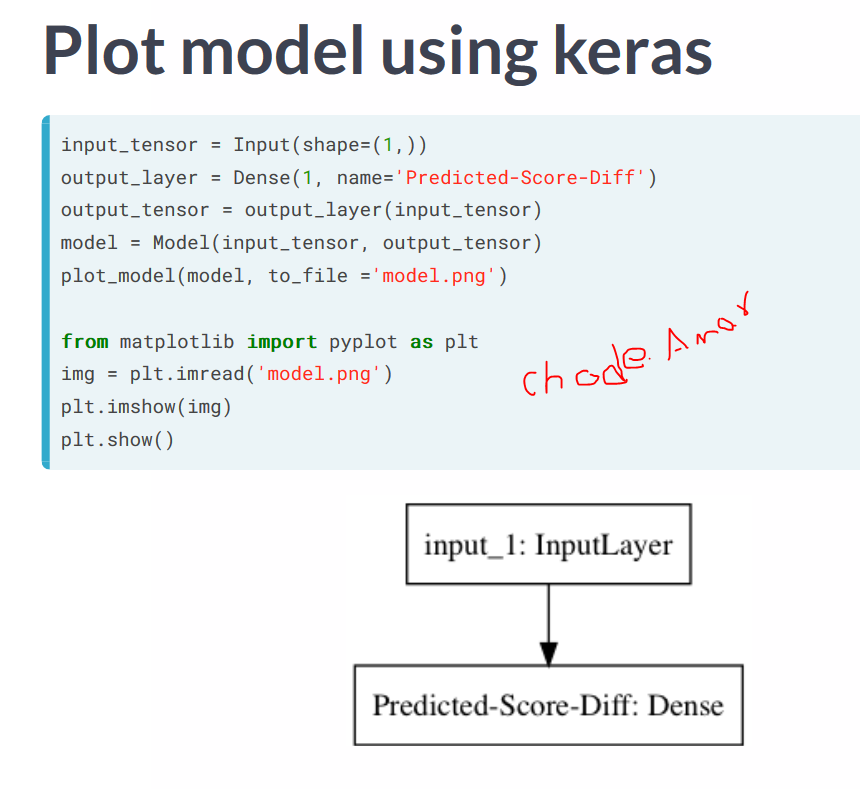 Plot model using keras
input_tensor = Input(shape=(1,))
output_layer = Dense(1, name='Predicted-Score-Diff')
output_tensor = output_layer(input_tensor)
model = Model(input_tensor, output_tensor)
plot_model(model, to_file ='model.png')
from matplotlib import pyplot as plt
img = plt.imread('model.png')
plt.imshow(img)
plt.show()
chode. Amar
input_1: InputLayer
Predicted-Score-Diff: Dense